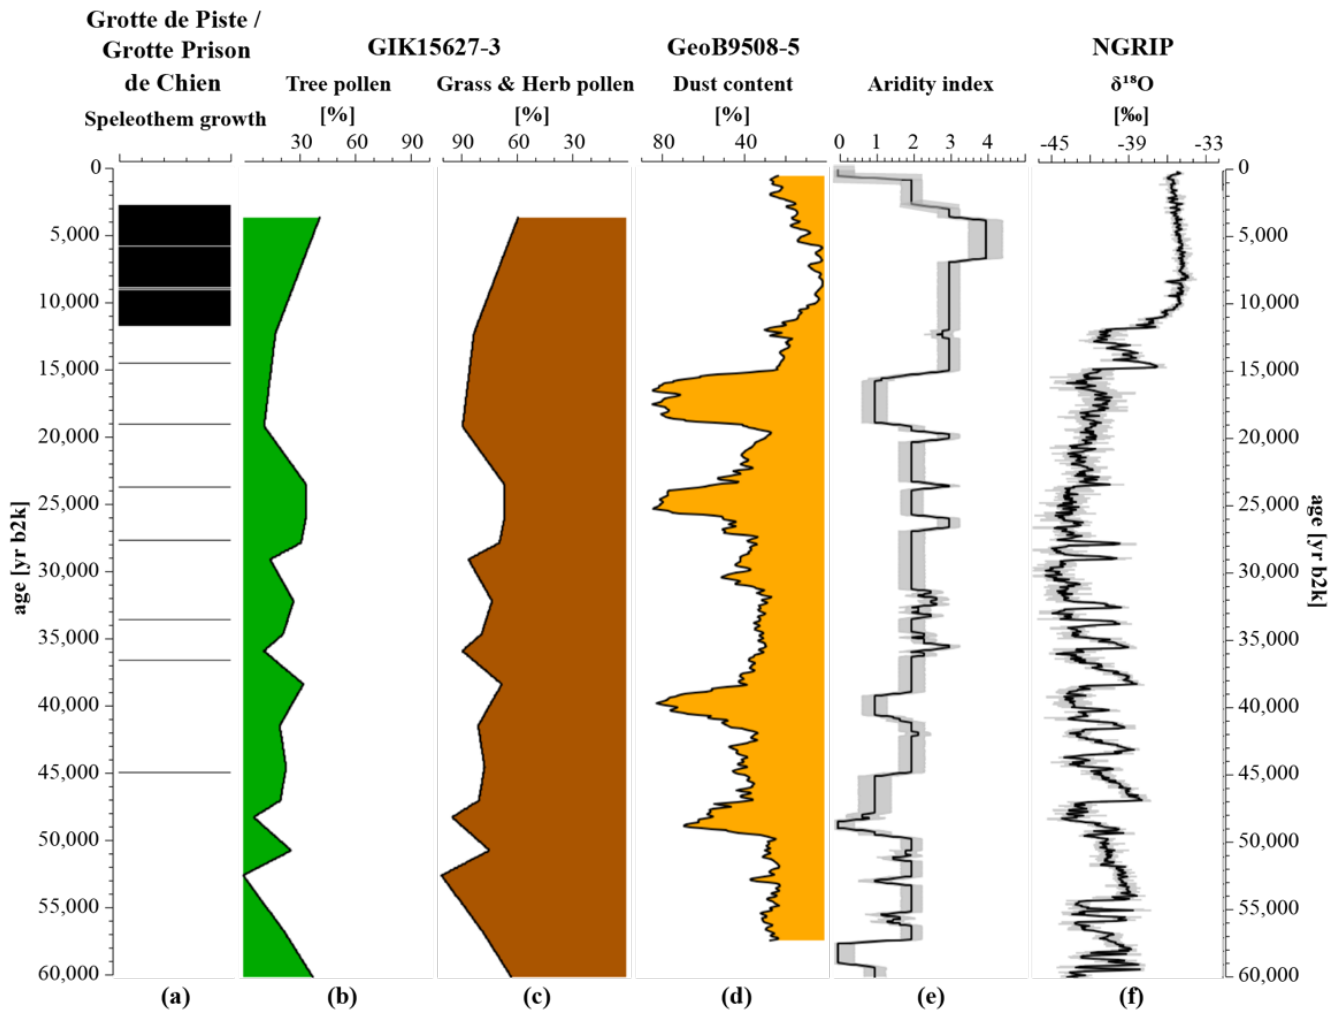 Grotte de Piste /
Grotte Prison
de Chien
Speleothem growth
GIK15627-3
Tree pollen
Grass & Herb pollen
[%]
[%]
30 60 90
90 60 30
GeoB9508-5
Dust content
[%]
80 40
Aridity index
0 1 2 3 4
NGRIP
δ¹⁸O
[‰]
-45 -39 -33
age [yr b2k]
0
5,000
10,000
15,000
20,000
25,000
30,000
35,000
40,000
45,000
50,000
55,000
60,000
0
5,000
10,000
15,000
20,000
25,000
30,000
35,000
40,000
45,000
50,000
55,000
60,000
age [yr b2k]
(a) (b) (c) (d) (e) (f)